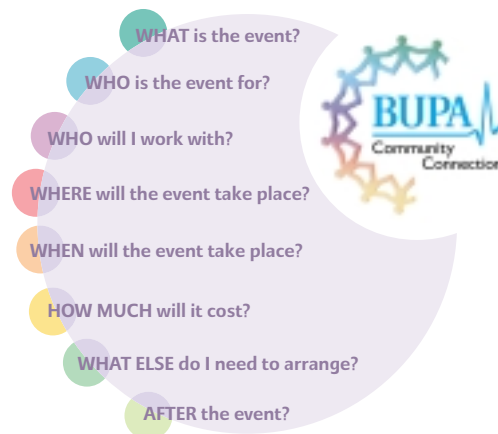 WHAT is the event?
WHO is the event for?
WHO will I work with?
WHERE will the event take place?
WHEN will the event take place?
HOW MUCH will it cost?
WHAT ELSE do I need to arrange?
AFTER the event?
BUPA
Community
Connection